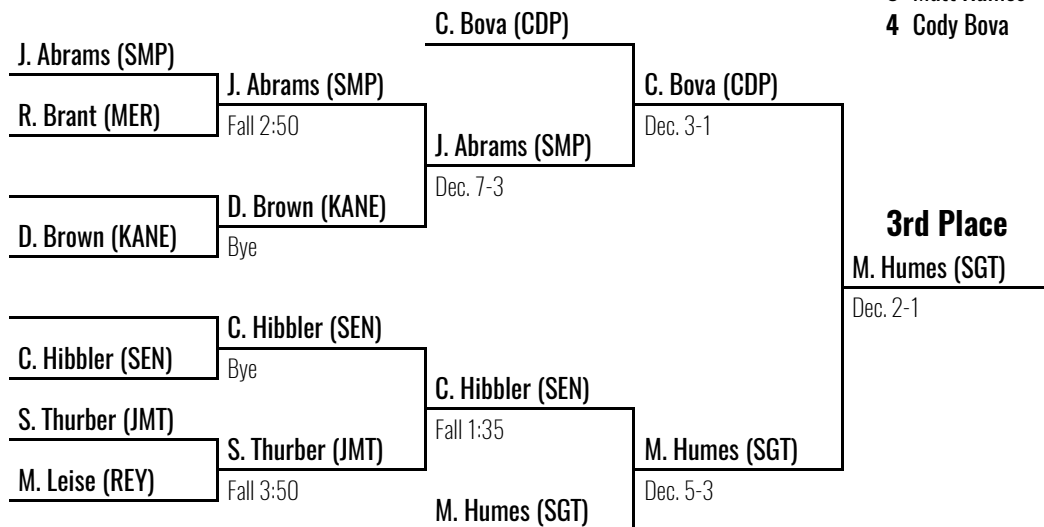 3 Matt Humes
4 Cody Bova
C. Bova (CDP)
J. Abrams (SMP)
J. Abrams (SMP)
C. Bova (CDP)
R. Brant (MER)
Fall 2:50
Dec. 3-1
J. Abrams (SMP)
Dec. 7-3
D. Brown (KANE)
D. Brown (KANE)
Bye
3rd Place
M. Humes (SGT)
Dec. 2-1
C. Hibbler (SEN)
C. Hibbler (SEN)
Bye
C. Hibbler (SEN)
S. Thurber (JMT)
Fall 1:35
S. Thurber (JMT)
M. Humes (SGT)
M. Leise (REY)
Fall 3:50
Dec. 5-3
M. Humes (SGT)